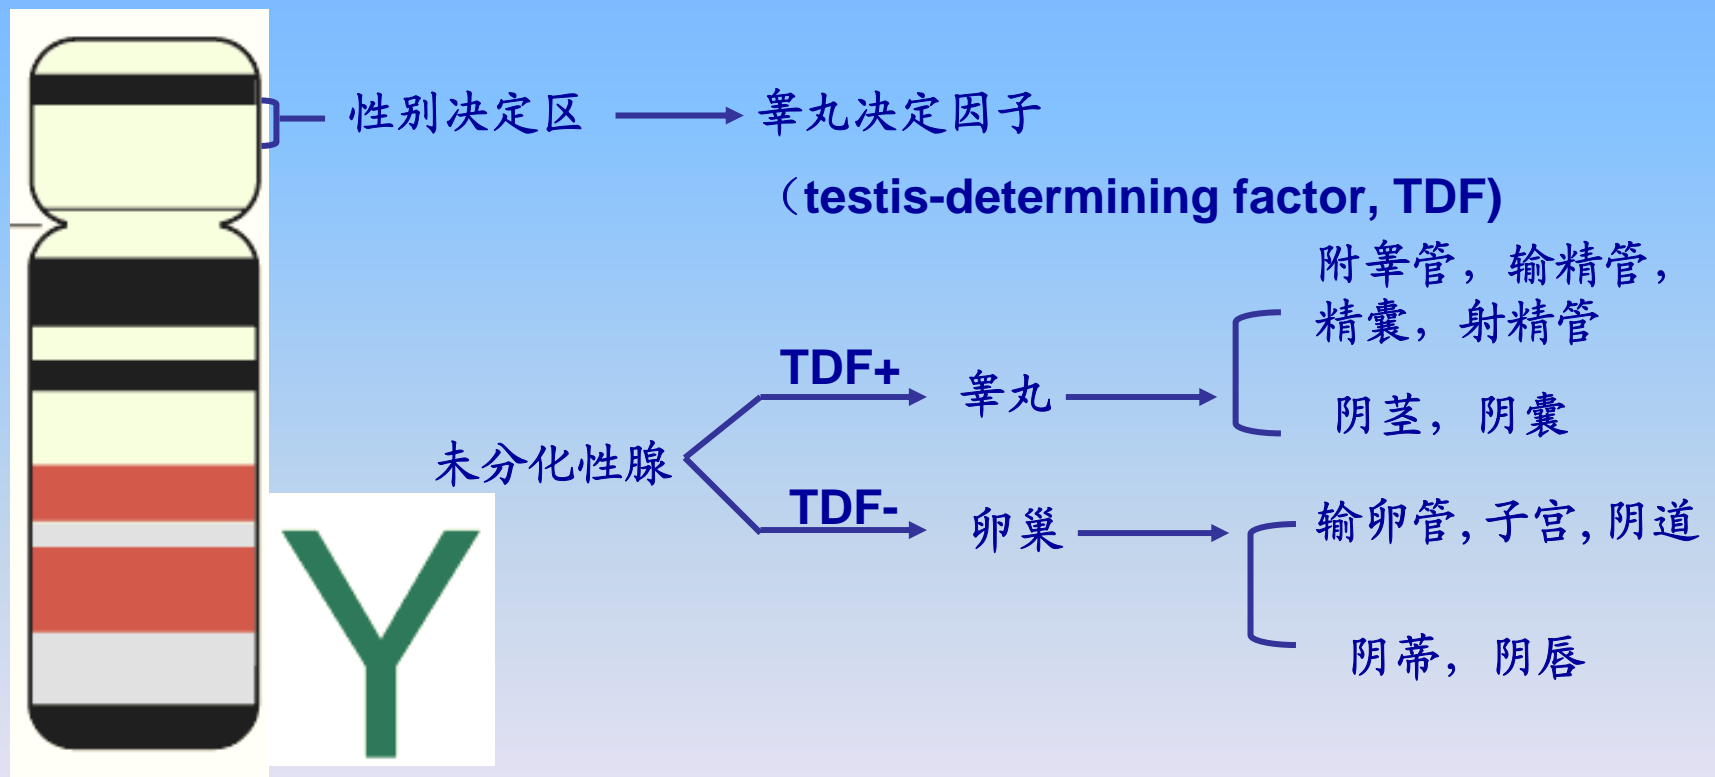 性别决定区
睾丸决定因子
（testis-determining factor, TDF)
附睾管，输精管，
精囊，射精管
TDF+
睾丸
阴茎，阴囊
未分化性腺
TDF-
卵巢
输卵管,子宫,阴道
阴蒂，阴唇
Y